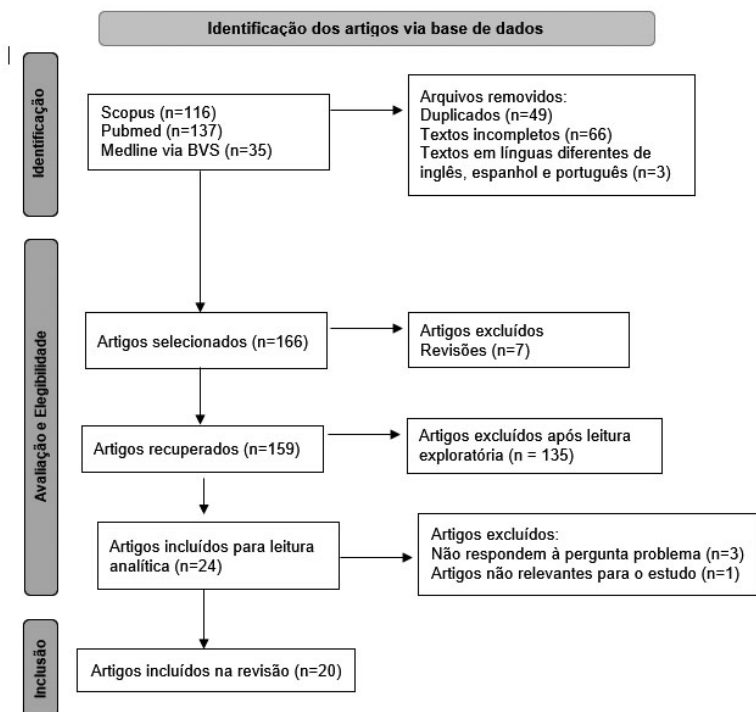 Identificação dos artigos via base de dados
Identificação
Scopus (n=116)
Pubmed (n=137)
Medline via BVS (n=35)
Arquivos removidos:
Duplicados (n=49)
Textos incompletos (n=66)
Textos em línguas diferentes de
inglês, espanhol e português (n=3)
Avaliação e Elegibilidade
Artigos selecionados (n=166)
Artigos excluídos
Revisões (n=7)
Artigos recuperados (n=159)
Artigos excluídos após leitura
exploratória (n = 135)
Artigos incluídos para leitura
analítica (n=24)
Artigos excluídos:
Não respondem à pergunta problema (n=3)
Artigos não relevantes para o estudo (n=1)
Inclusão
Artigos incluídos na revisão (n=20)